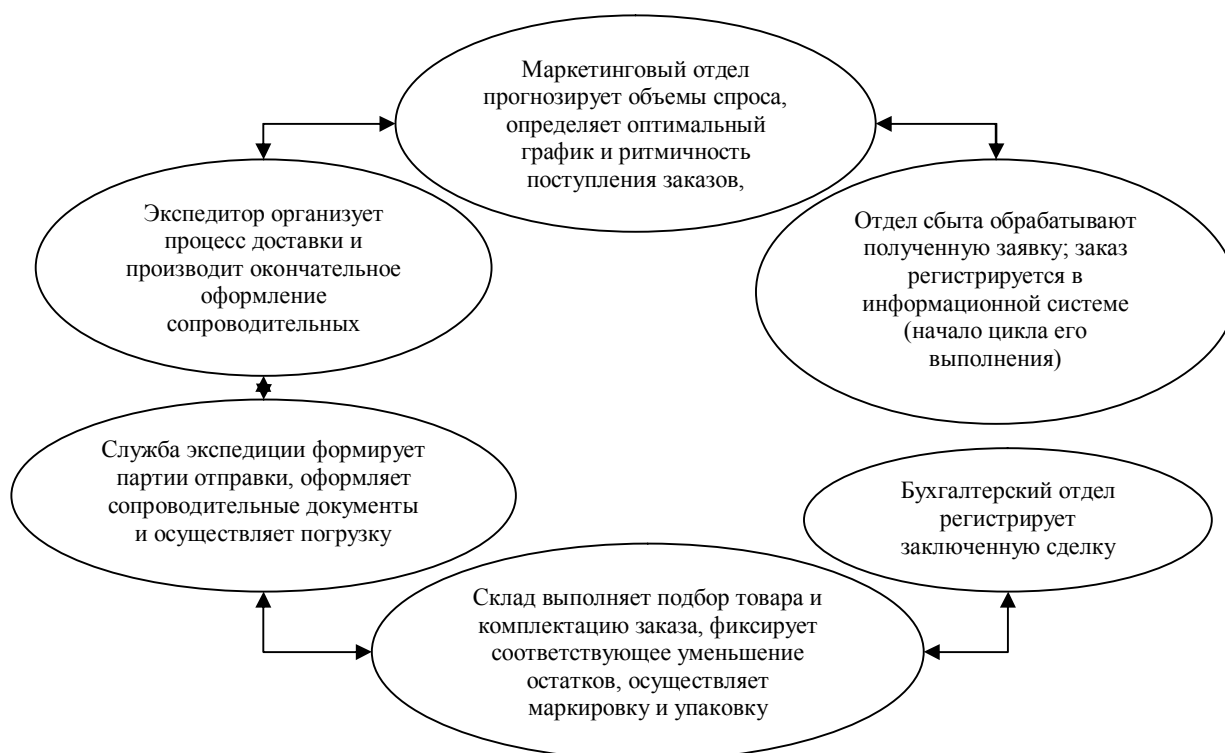 Маркетинговый отдел
прогнозирует объемы спроса,
определяет оптимальный
график и ритмичность
поступления заказов,
Экспедитор организует
процесс доставки и
производит окончательное
оформление
сопроводительных
Отдел сбыта обрабатывают
полученную заявку; заказ
регистрируется в
информационной системе
(начало цикла его
выполнения)
Служба экспедиции формирует
партии отправки, оформляет
сопроводительные документы
и осуществляет погрузку
Бухгалтерский отдел
регистрирует
заключенную сделку
Склад выполняет подбор товара и
комплектацию заказа, фиксирует
соответствующее уменьшение
остатков, осуществляет
маркировку и упаковку